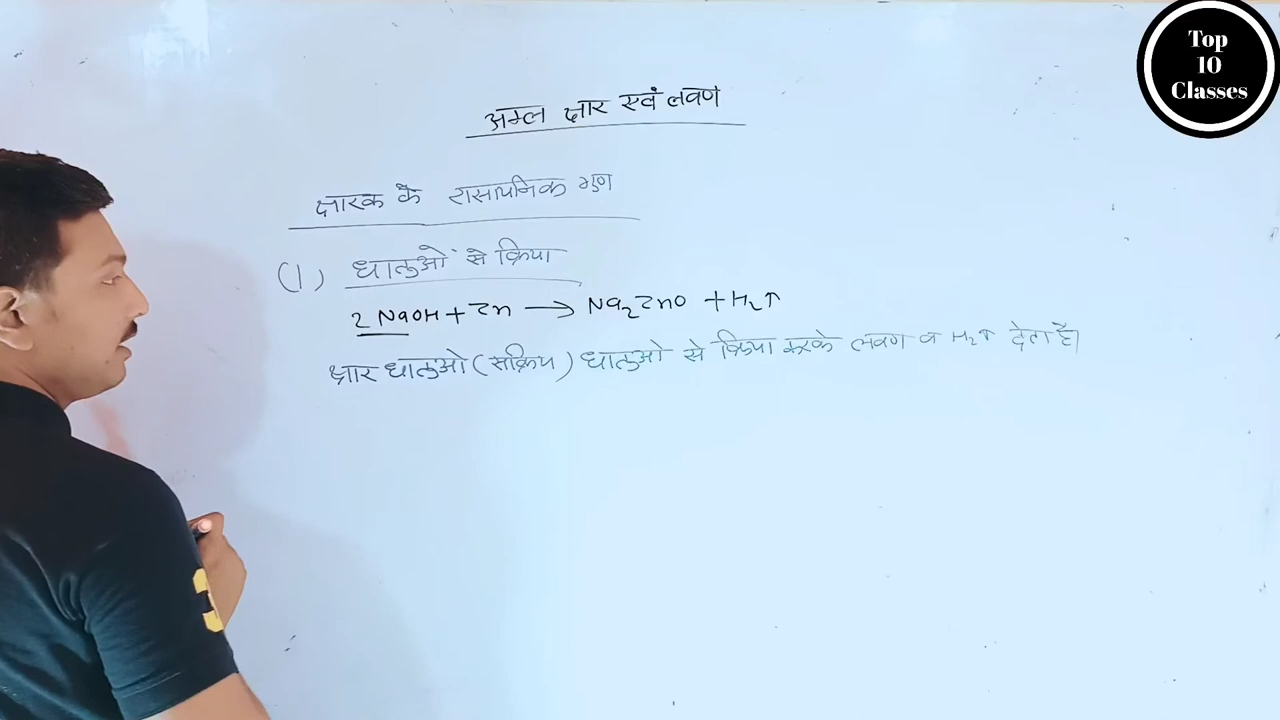 Top
10
Classes
अम्ल क्षार एवं लवण
क्षारक के रासायनिक गुण
(1) धातुओं से क्रिया
2 NaOH + Zn → Na₂ZnO + H₂↑
क्षार धातुओ (सक्रिय) धातुओ से क्रिया करके लवण व H₂↑ देता है।